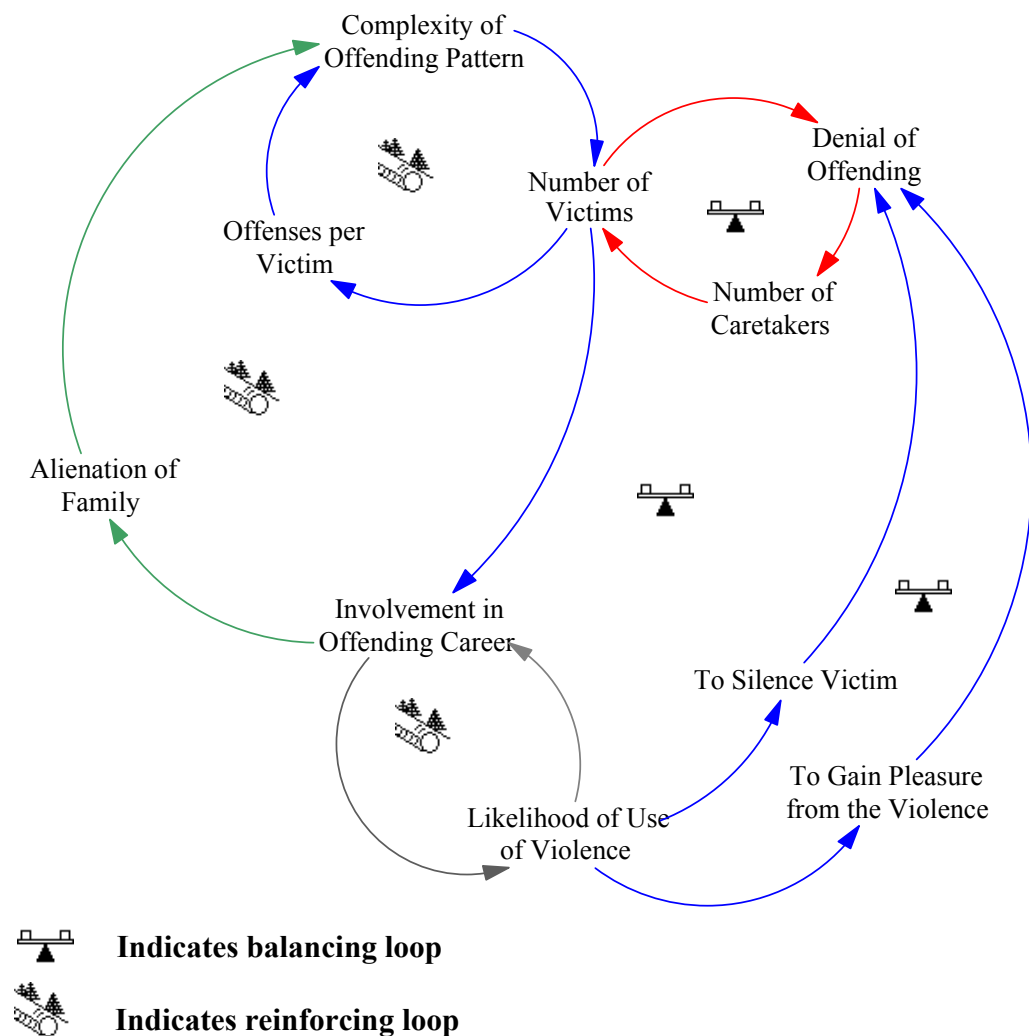 Complexity of
Offending Pattern
Denial of
Offending
Number of
Victims
Offenses per
Victim
Number of
Caretakers
Alienation of
Family
Involvement in
Offending Career
To Silence Victim
To Gain Pleasure
from the Violence
Likelihood of Use
of Violence
Indicates balancing loop
Indicates reinforcing loop